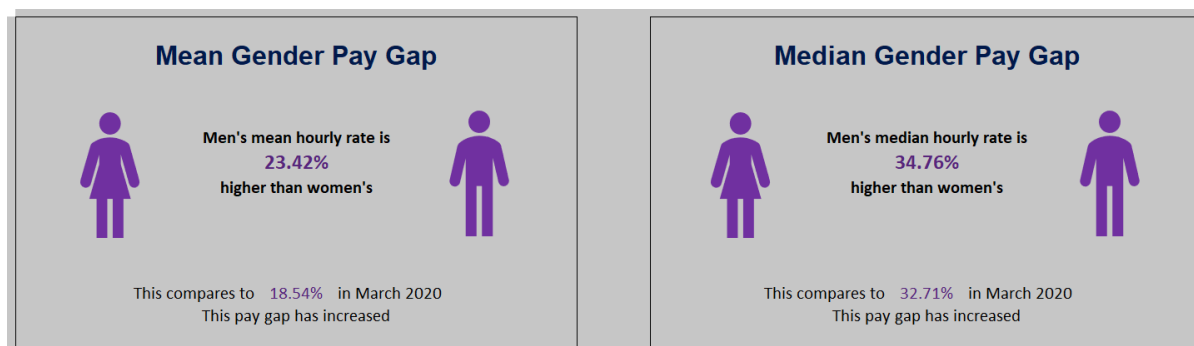 Mean Gender Pay Gap
Men's mean hourly rate is
23.42%
higher than women's
This compares to 18.54% in March 2020
This pay gap has increased
Median Gender Pay Gap
Men's median hourly rate is
34.76%
higher than women's
This compares to 32.71% in March 2020
This pay gap has increased